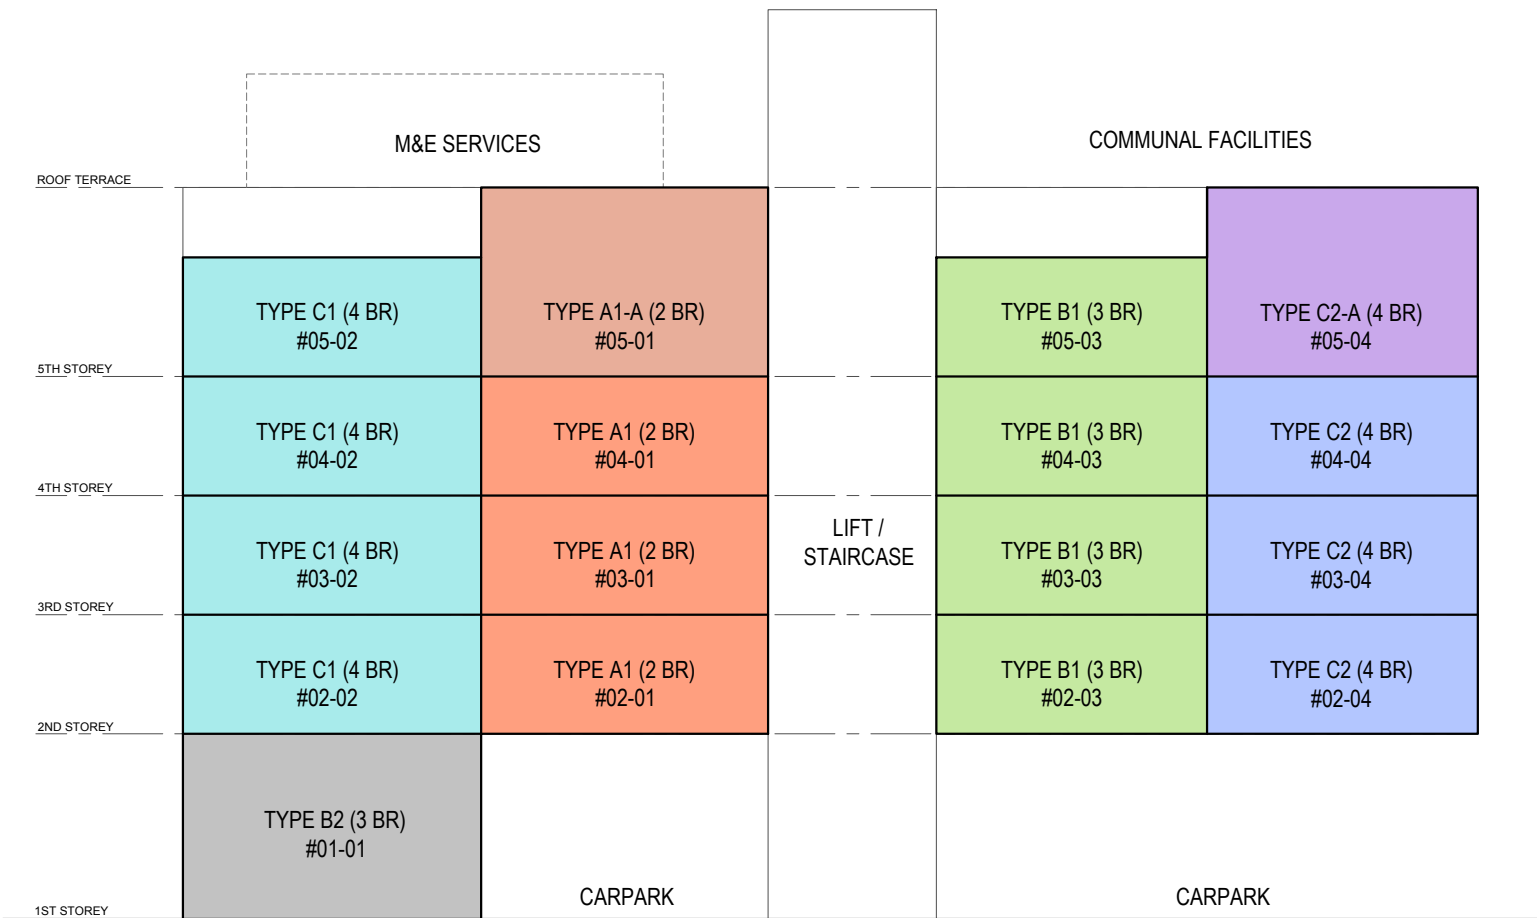 M&E SERVICES
COMMUNAL FACILITIES
ROOF TERRACE
TYPE C1 (4 BR)
#05-02
TYPE A1-A (2 BR)
#05-01
TYPE B1 (3 BR)
#05-03
TYPE C2-A (4 BR)
#05-04
5TH STOREY
TYPE C1 (4 BR)
#04-02
TYPE A1 (2 BR)
#04-01
TYPE B1 (3 BR)
#04-03
TYPE C2 (4 BR)
#04-04
4TH STOREY
LIFT /
STAIRCASE
TYPE C1 (4 BR)
#03-02
TYPE A1 (2 BR)
#03-01
TYPE B1 (3 BR)
#03-03
TYPE C2 (4 BR)
#03-04
3RD STOREY
TYPE C1 (4 BR)
#02-02
TYPE A1 (2 BR)
#02-01
TYPE B1 (3 BR)
#02-03
TYPE C2 (4 BR)
#02-04
2ND STOREY
TYPE B2 (3 BR)
#01-01
CARPARK
CARPARK
1ST STOREY